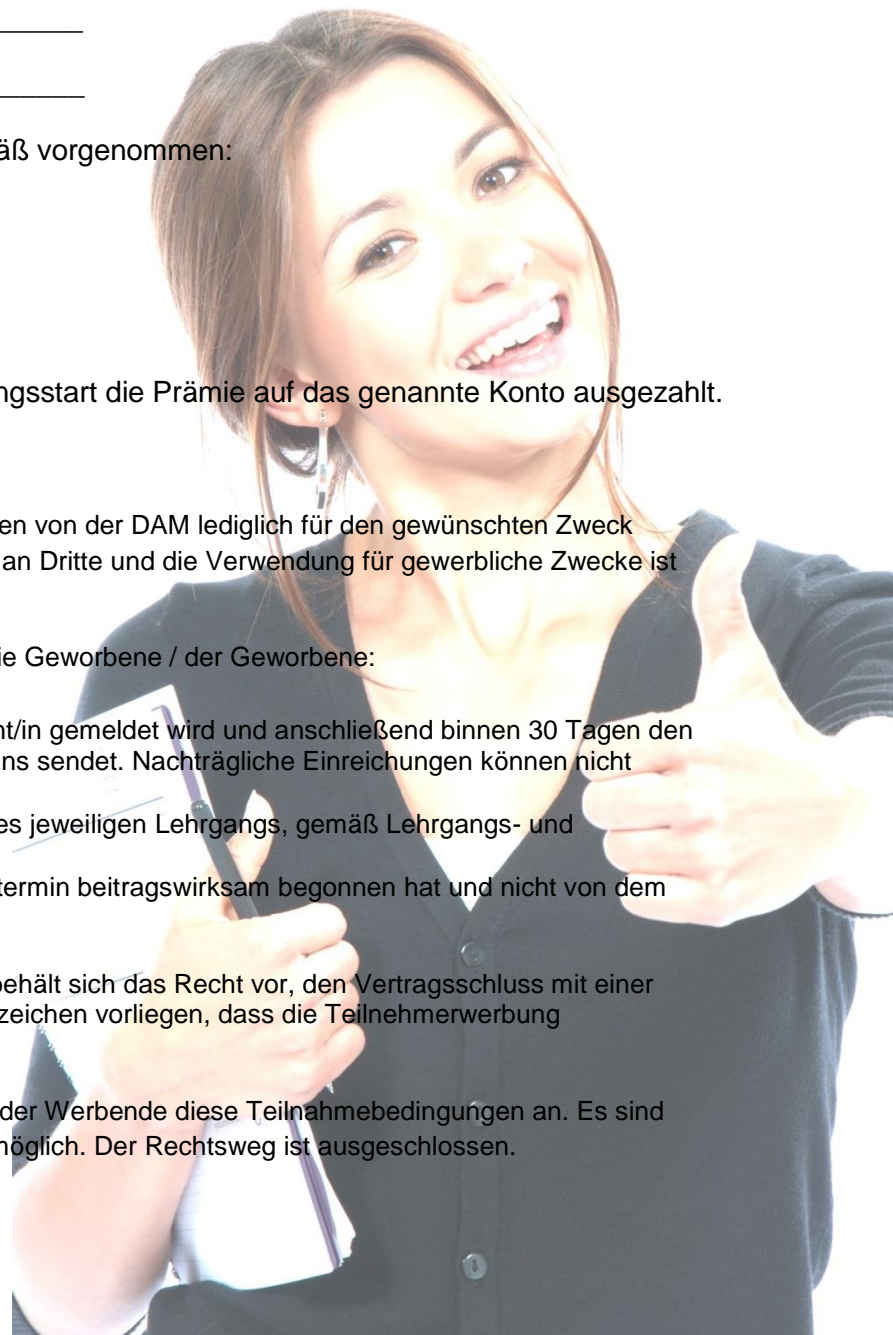 äß vorgenommen:
ngsstart die Prämie auf das genannte Konto ausgezahlt.
en von der DAM lediglich für den gewünschten Zweck
an Dritte und die Verwendung für gewerbliche Zwecke ist
ie Geworbene / der Geworbene:
nt/in gemeldet wird und anschließend binnen 30 Tagen den
ns sendet. Nachträgliche Einreichungen können nicht
es jeweiligen Lehrgangs, gemäß Lehrgangs- und
termin beitragswirksam begonnen hat und nicht von dem
ehält sich das Recht vor, den Vertragsschluss mit einer
zeichen vorliegen, dass die Teilnehmerwerbung
der Werbende diese Teilnahmebedingungen an. Es sind
möglich. Der Rechtsweg ist ausgeschlossen.